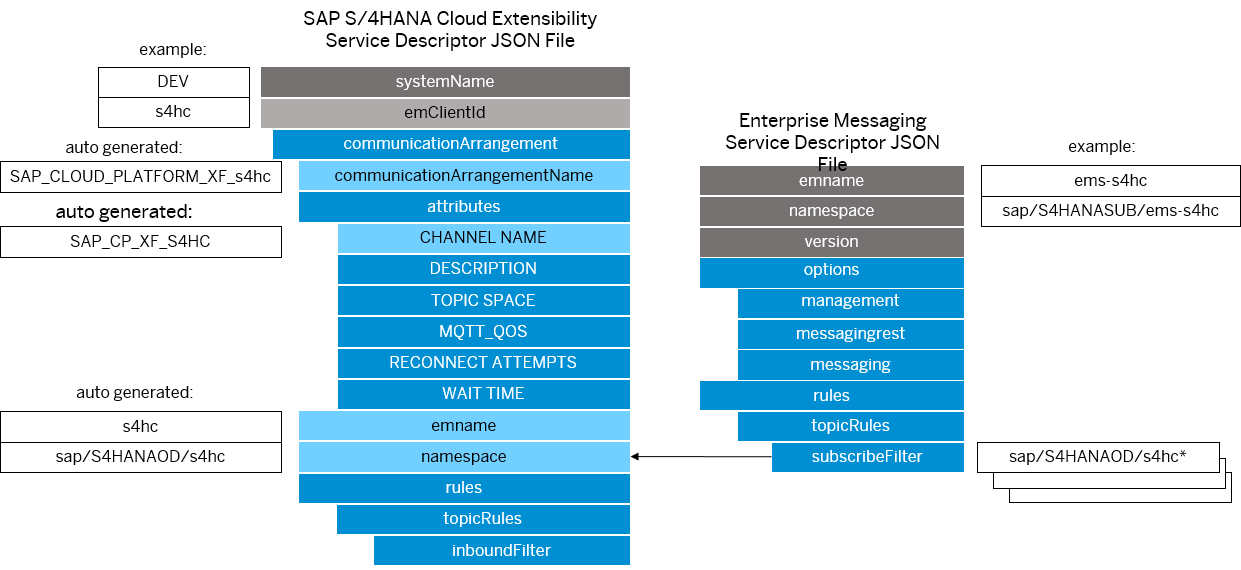 SAP S/4HANA Cloud Extensibility
Service Descriptor JSON File
example:
DEV
systemName
s4hc
emClientId
auto generated:
communicationArrangement
SAP_CLOUD_PLATFORM_XF_s4hc
communicationArrangementName
auto generated:
attributes
SAP_CP_XF_S4HC
CHANNEL NAME
DESCRIPTION
TOPIC SPACE
MQTT_QOS
RECONNECT ATTEMPTS
WAIT TIME
auto generated:
s4hc
emname
sap/S4HANAOD/s4hc
namespace
rules
topicRules
inboundFilter
Enterprise Messaging
Service Descriptor JSON
File
example:
emname
ems-s4hc
namespace
sap/S4HANASUB/ems-s4hc
version
options
management
messagingrest
messaging
rules
topicRules
subscribeFilter
sap/S4HANAOD/s4hc*